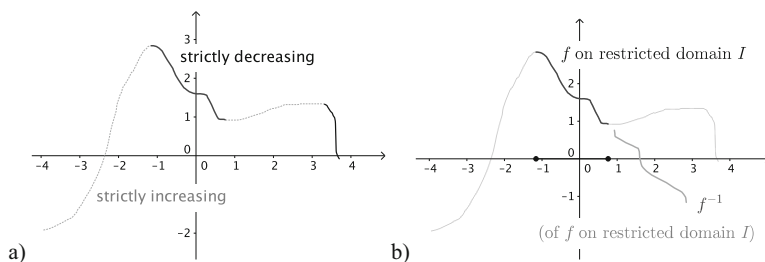 3
strictly decreasing
2
1
0
-4 -3 -2 -1 0 1 2 3 4
strictly increasing
-2
a)
f on restricted domain I
2
1
0
-4 -3 -2 -1 0 1 2 3 4
-1
f⁻¹
(of f on restricted domain I)
b)